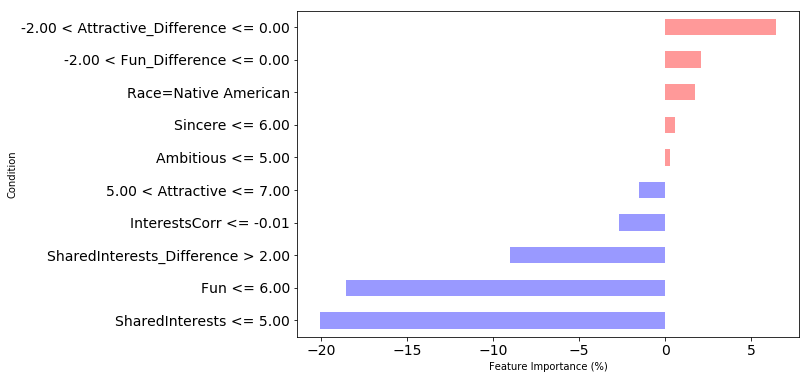 -2.00 < Attractive_Difference <= 0.00
-2.00 < Fun_Difference <= 0.00
Race=Native American
Sincere <= 6.00
Ambitious <= 5.00
5.00 < Attractive <= 7.00
InterestsCorr <= -0.01
SharedInterests_Difference > 2.00
Fun <= 6.00
SharedInterests <= 5.00
Condition
−20 −15 −10 −5 0 5
Feature Importance (%)